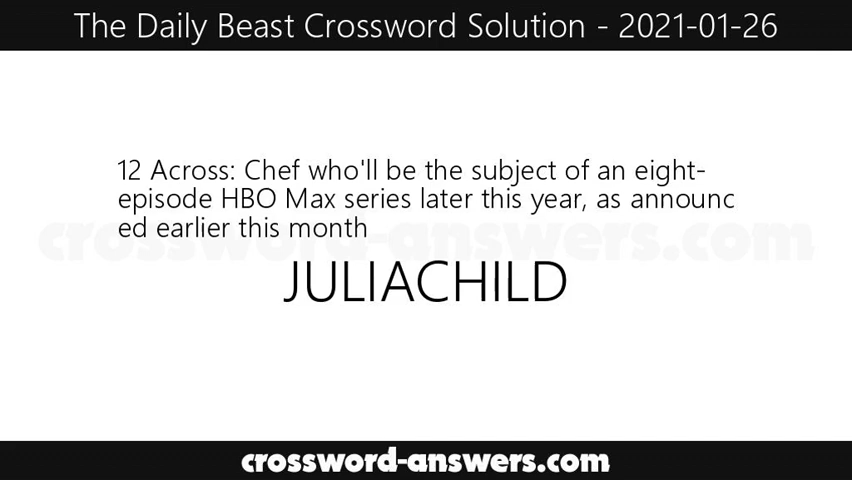 The Daily Beast Crossword Solution - 2021-01-26
12 Across: Chef who'll be the subject of an eight-
episode HBO Max series later this year, as announc
ed earlier this month
crossword-answers.com
JULIACHILD
crossword-answers.com